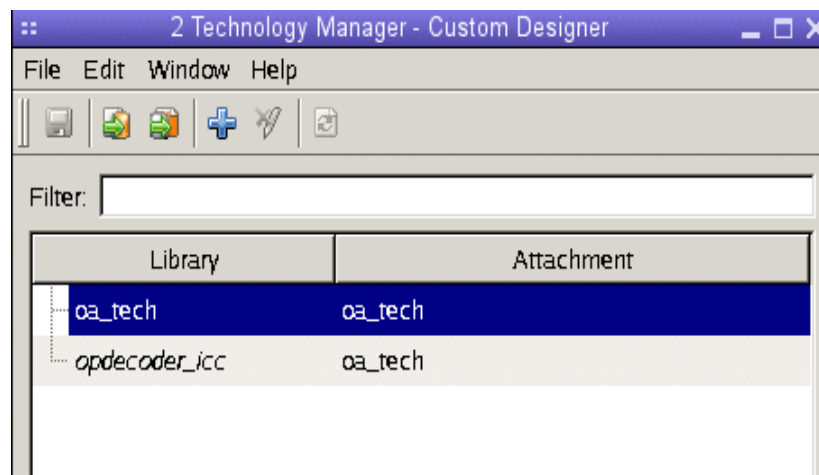 2 Technology Manager - Custom Designer
File Edit Window Help
Filter:
Library Attachment
oa_tech oa_tech
opdecoder_icc oa_tech